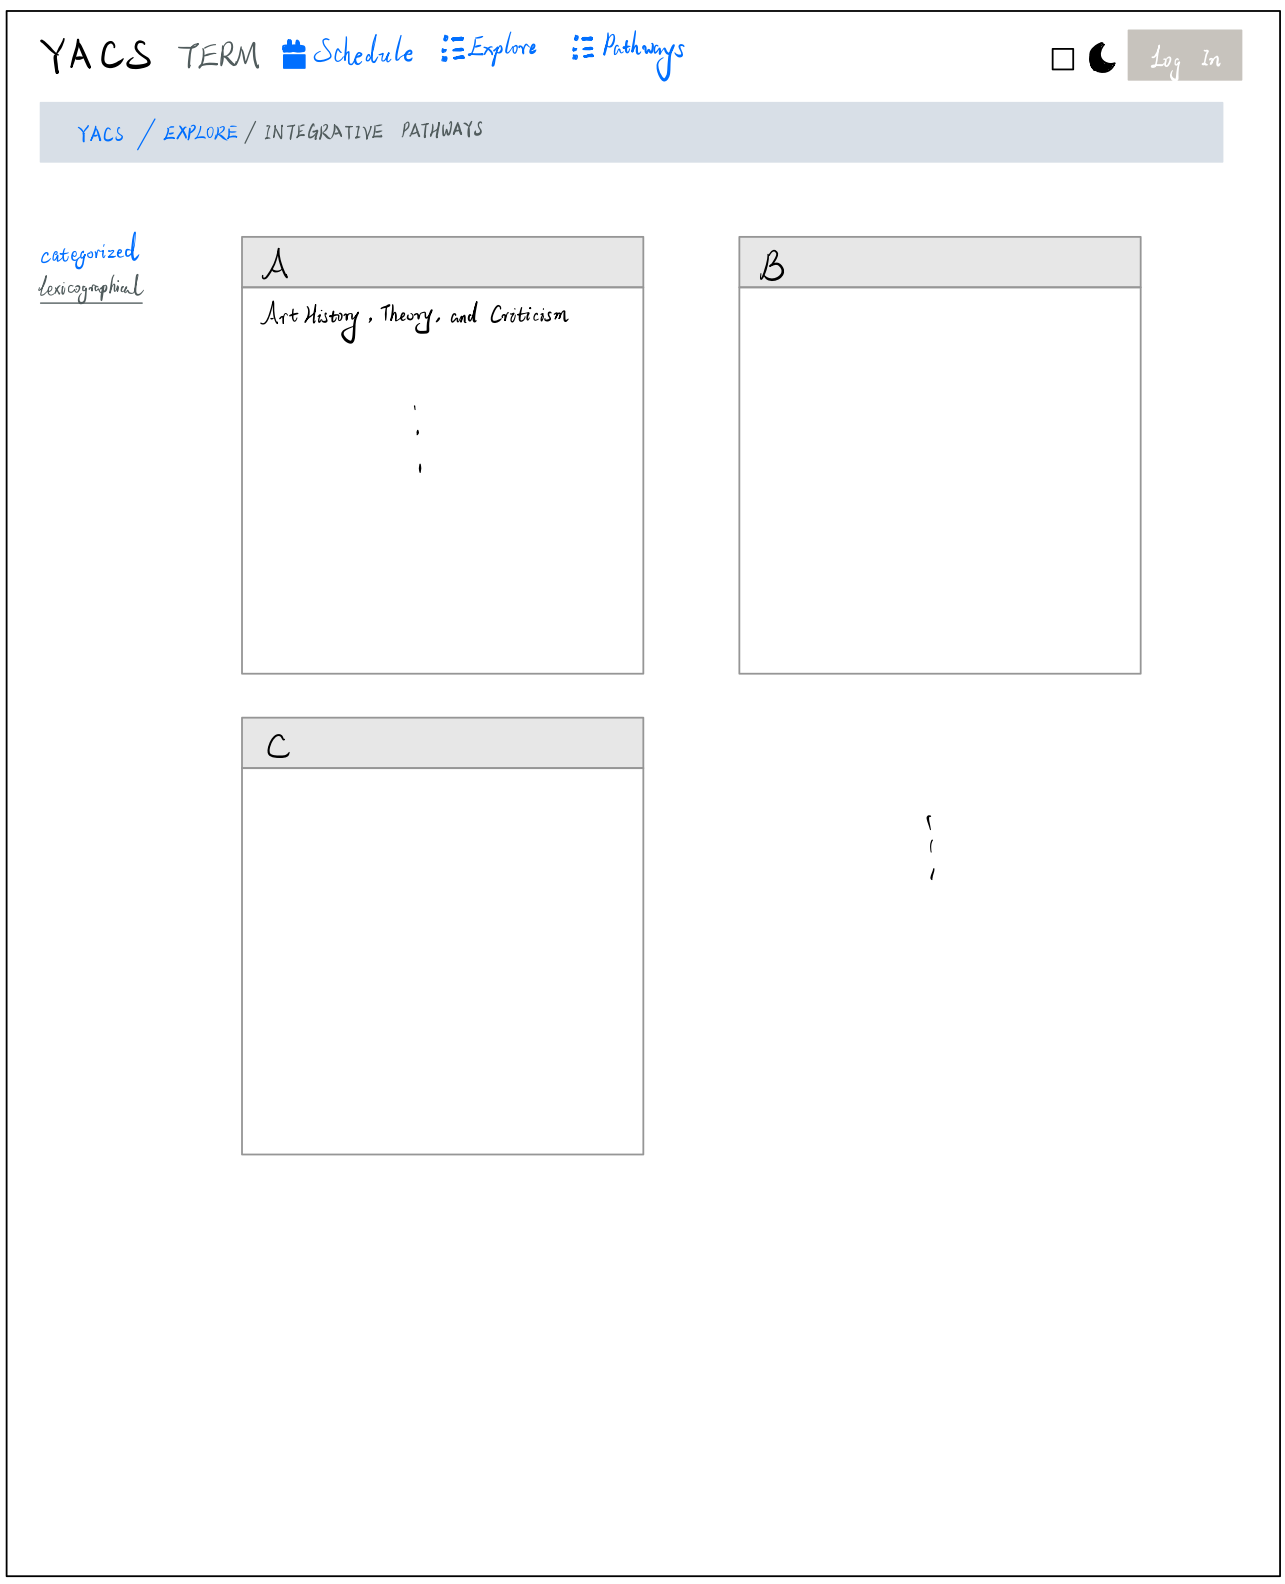 YACS TERM Schedule Explore Pathways Log In
YACS / EXPLORE / INTEGRATIVE PATHWAYS
categorized
lexicographical
A
Art History, Theory, and Criticism
B
C